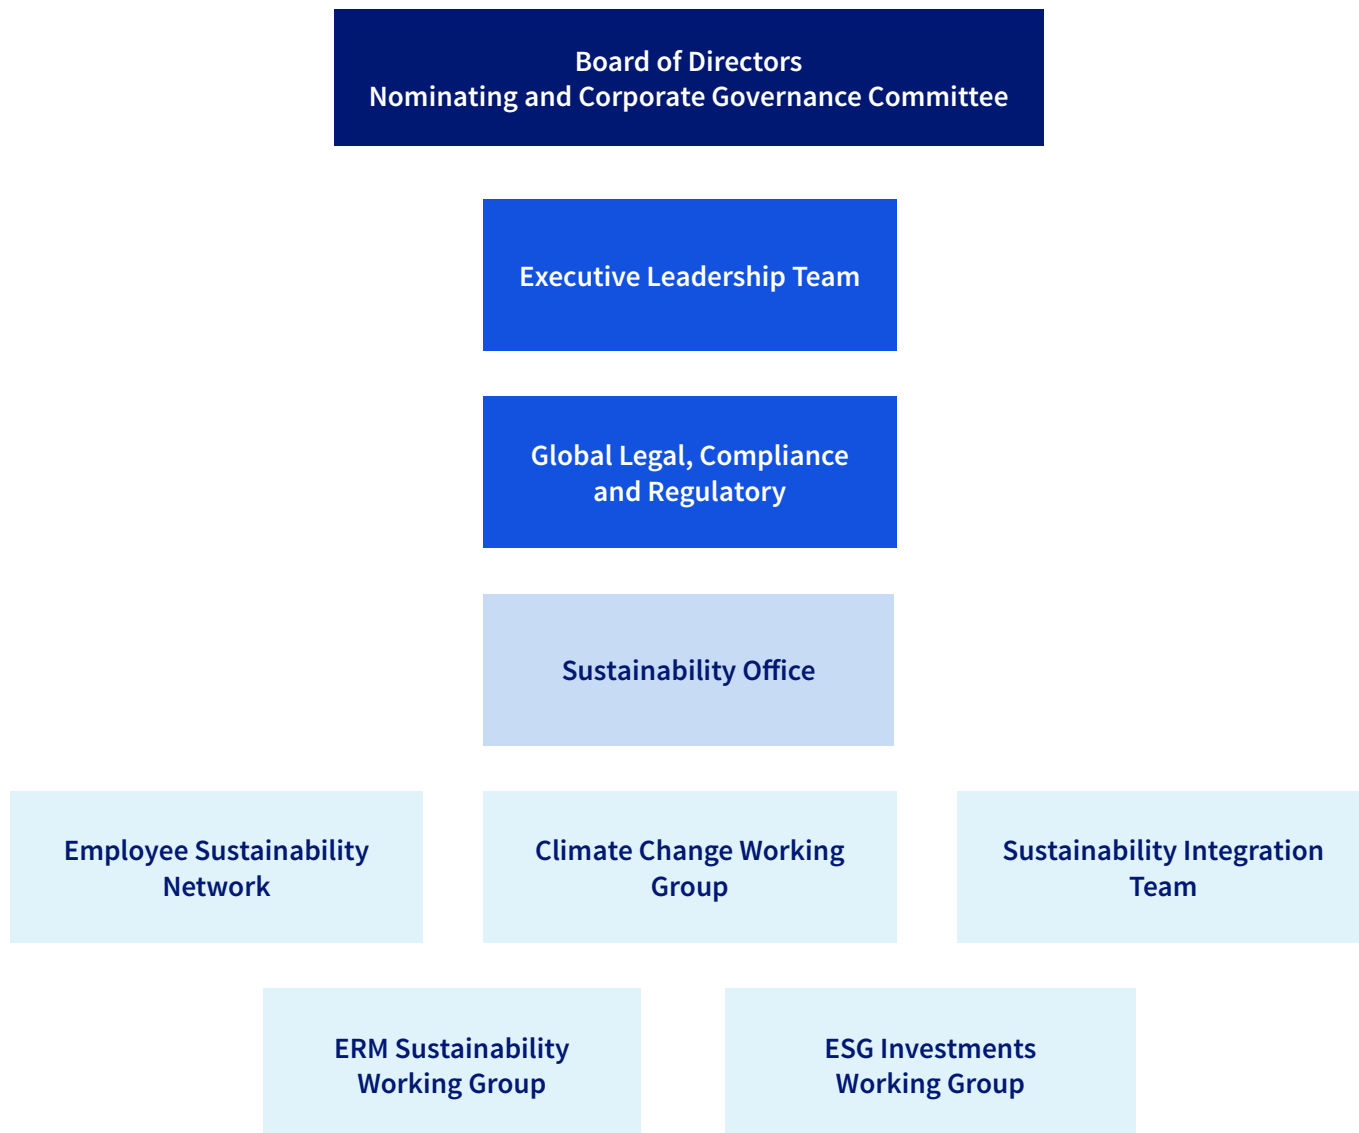 Board of Directors
Nominating and Corporate Governance Committee
Executive Leadership Team
Global Legal, Compliance
and Regulatory
Sustainability Office
Employee Sustainability
Network
Climate Change Working
Group
Sustainability Integration
Team
ERM Sustainability
Working Group
ESG Investments
Working Group